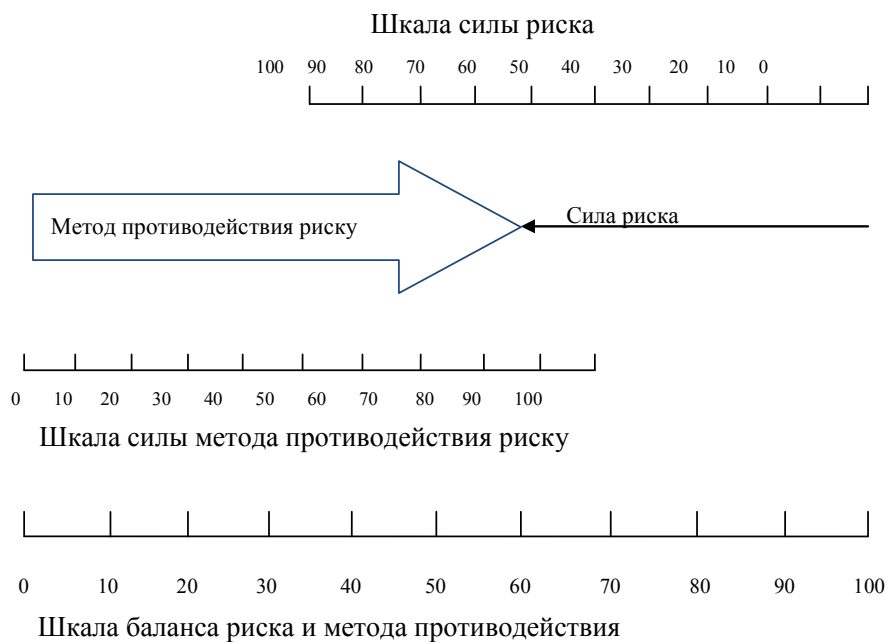 Шкала силы риска
100 90 80 70 60 50 40 30 20 10 0
Метод противодействия риску
Сила риска
0 10 20 30 40 50 60 70 80 90 100
Шкала силы метода противодействия риску
0 10 20 30 40 50 60 70 80 90 100
Шкала баланса риска и метода противодействия